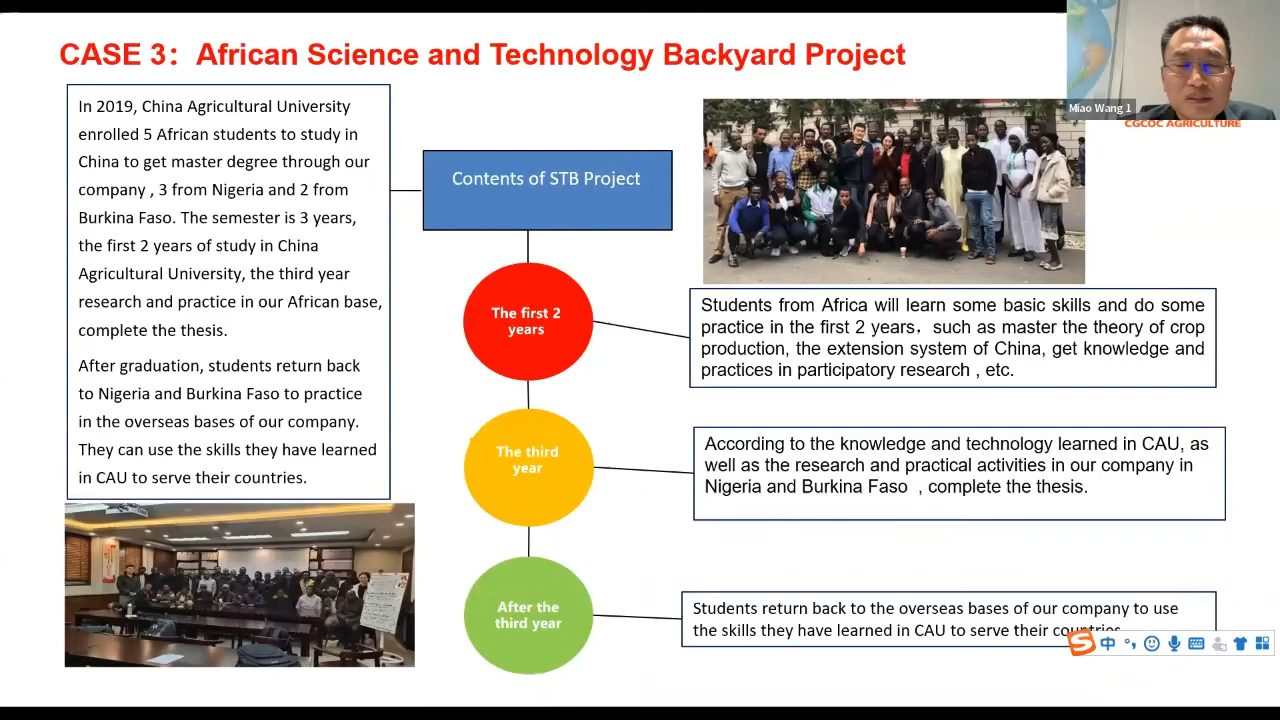 CASE 3：African Science and Technology Backyard Project
Miao Wang 1
CGCOC AGRICULTURE
In 2019, China Agricultural University
enrolled 5 African students to study in
China to get master degree through our
company , 3 from Nigeria and 2 from
Burkina Faso. The semester is 3 years,
the first 2 years of study in China
Agricultural University, the third year
research and practice in our African base,
complete the thesis.
After graduation, students return back
to Nigeria and Burkina Faso to practice
in the overseas bases of our company.
They can use the skills they have learned
in CAU to serve their countries.
Contents of STB Project
The first 2
years
Students from Africa will learn some basic skills and do some
practice in the first 2 years，such as master the theory of crop
production, the extension system of China, get knowledge and
practices in participatory research , etc.
The third
year
According to the knowledge and technology learned in CAU, as
well as the research and practical activities in our company in
Nigeria and Burkina Faso , complete the thesis.
After the
third year
Students return back to the overseas bases of our company to use
the skills they have learned in CAU to serve their countries.
S 中